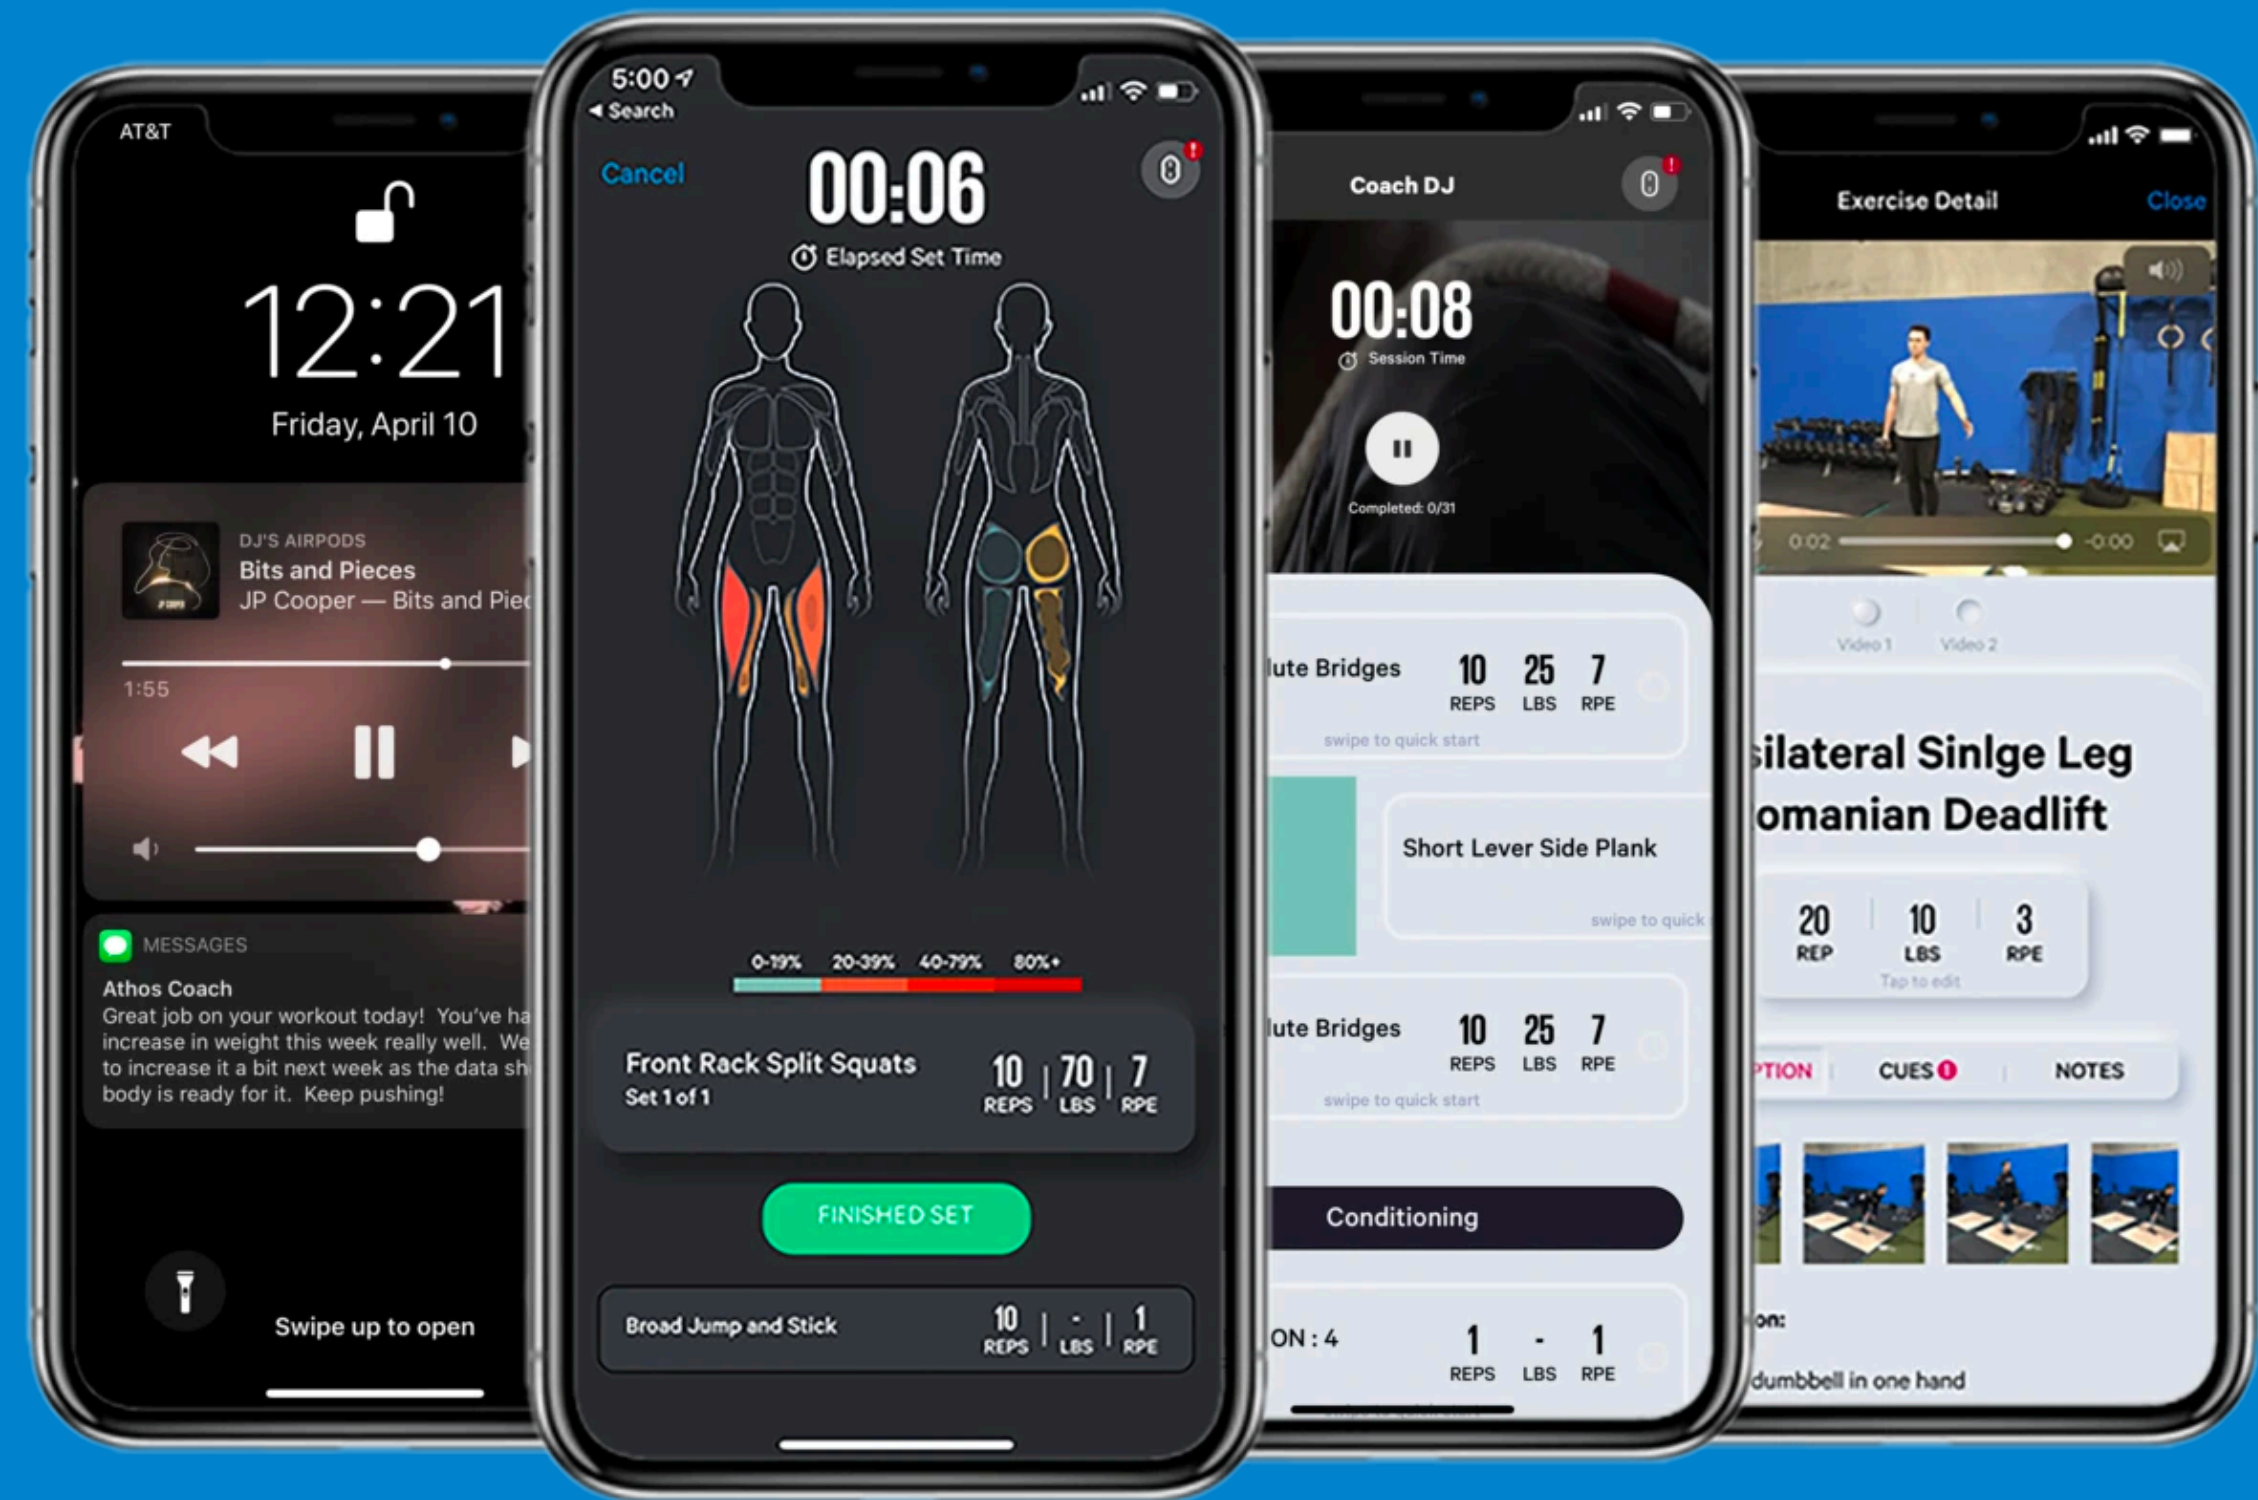 AT&T
12:21
Friday, April 10
DJ'S AIRPODS
Bits and Pieces
JP Cooper — Bits and Piec
JP COOPER
1:55
MESSAGES
Athos Coach
Great job on your workout today! You've ha
increase in weight this week really well. We
to increase it a bit next week as the data sh
body is ready for it. Keep pushing!
Swipe up to open
5:00
Search
Cancel
00:06
Elapsed Set Time
0-19% 20-39% 40-79% 80%+
Front Rack Split Squats
Set 1 of 1
10 | 70 | 7
REPS LBS RPE
FINISHED SET
Broad Jump and Stick
10 | - | 1
REPS LBS RPE
Coach DJ
00:08
Session Time
Completed: 0/31
lute Bridges
10 25 7
REPS LBS RPE
swipe to quick start
Short Lever Side Plank
swipe to quick
lute Bridges
10 25 7
REPS LBS RPE
swipe to quick start
Conditioning
ON : 4
1 - 1
REPS LBS RPE
Exercise Detail
Close
0:02
-0:00
Video 1 Video 2
silateral Sinlge Leg
omanian Deadlift
20 10 3
REP LBS RPE
Tap to edit
PTION CUES 1 NOTES
on:
dumbbell in one hand